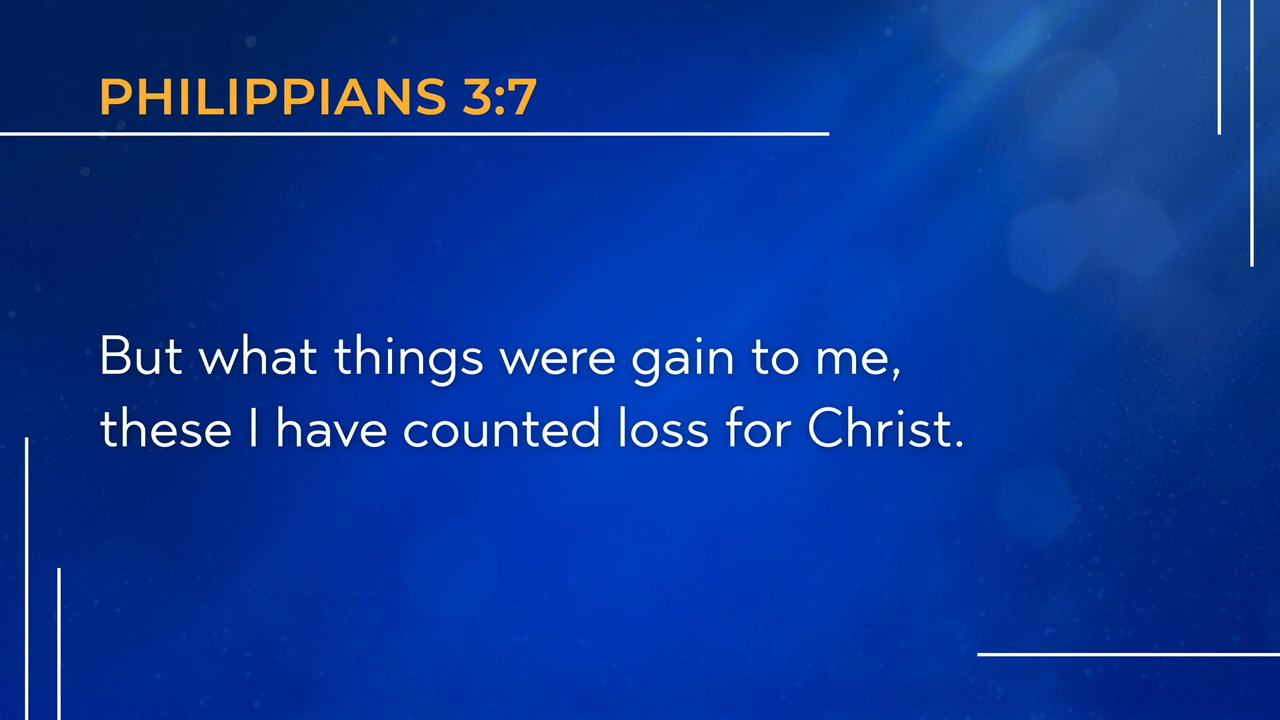 PHILIPPIANS 3:7
But what things were gain to me,
these I have counted loss for Christ.